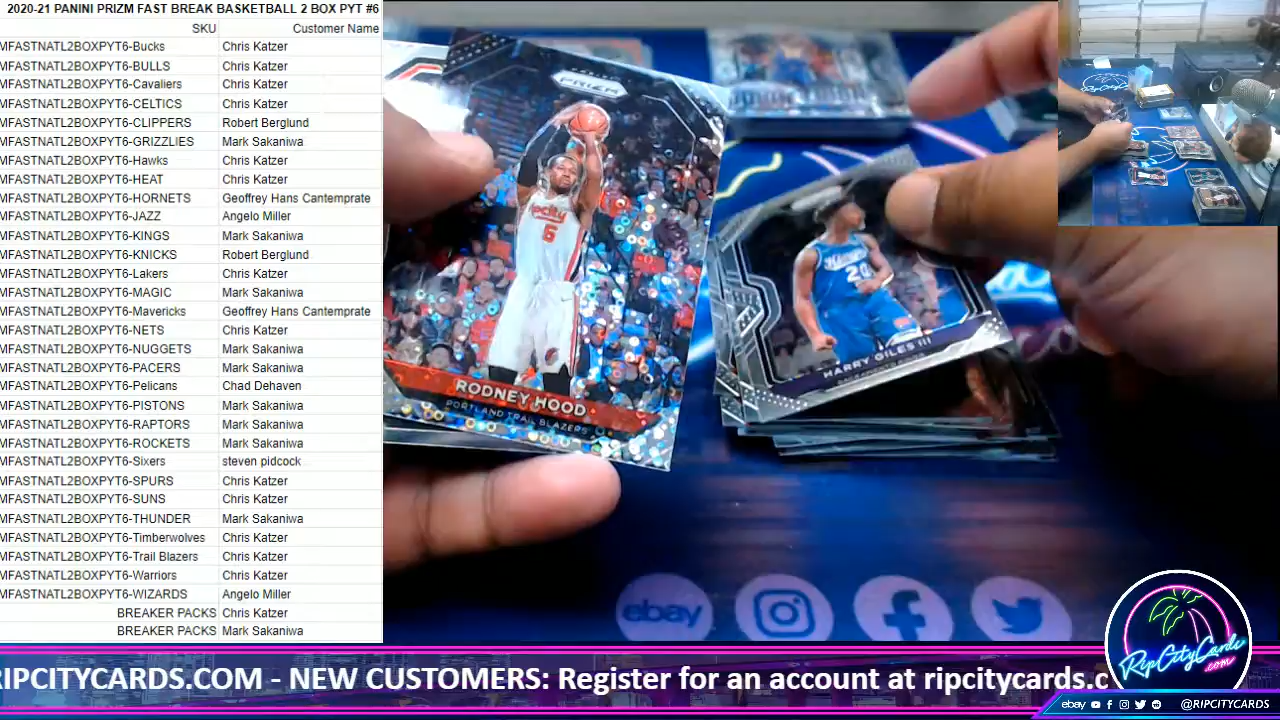 2020-21 PANINI PRIZM FAST BREAK BASKETBALL 2 BOX PYT #6
SKU Customer Name
MFASTNATL2BOXPYT6-Bucks Chris Katzer
MFASTNATL2BOXPYT6-BULLS Chris Katzer
MFASTNATL2BOXPYT6-Cavaliers Chris Katzer
MFASTNATL2BOXPYT6-CELTICS Chris Katzer
MFASTNATL2BOXPYT6-CLIPPERS Robert Berglund
MFASTNATL2BOXPYT6-GRIZZLIES Mark Sakaniwa
MFASTNATL2BOXPYT6-Hawks Chris Katzer
MFASTNATL2BOXPYT6-HEAT Chris Katzer
MFASTNATL2BOXPYT6-HORNETS Geoffrey Hans Cantemprate
MFASTNATL2BOXPYT6-JAZZ Angelo Miller
MFASTNATL2BOXPYT6-KINGS Mark Sakaniwa
MFASTNATL2BOXPYT6-KNICKS Robert Berglund
MFASTNATL2BOXPYT6-Lakers Chris Katzer
MFASTNATL2BOXPYT6-MAGIC Mark Sakaniwa
MFASTNATL2BOXPYT6-Mavericks Geoffrey Hans Cantemprate
MFASTNATL2BOXPYT6-NETS Chris Katzer
MFASTNATL2BOXPYT6-NUGGETS Mark Sakaniwa
MFASTNATL2BOXPYT6-PACERS Mark Sakaniwa
MFASTNATL2BOXPYT6-Pelicans Chad Dehaven
MFASTNATL2BOXPYT6-PISTONS Mark Sakaniwa
MFASTNATL2BOXPYT6-RAPTORS Mark Sakaniwa
MFASTNATL2BOXPYT6-ROCKETS Mark Sakaniwa
MFASTNATL2BOXPYT6-Sixers steven pidcock
MFASTNATL2BOXPYT6-SPURS Chris Katzer
MFASTNATL2BOXPYT6-SUNS Chris Katzer
MFASTNATL2BOXPYT6-THUNDER Mark Sakaniwa
MFASTNATL2BOXPYT6-Timberwolves Chris Katzer
MFASTNATL2BOXPYT6-Trail Blazers Chris Katzer
MFASTNATL2BOXPYT6-Warriors Chris Katzer
MFASTNATL2BOXPYT6-WIZARDS Angelo Miller
BREAKER PACKS Chris Katzer
BREAKER PACKS Mark Sakaniwa
PRIZM
ripcity
6
RODNEY HOOD
PORTLAND TRAIL BLAZERS
20
HARRY GILES III
ebay
RipCityCards
.com
RIPCITYCARDS.COM - NEW CUSTOMERS: Register for an account at ripcitycards.c
ebay @RIPCITYCARDS